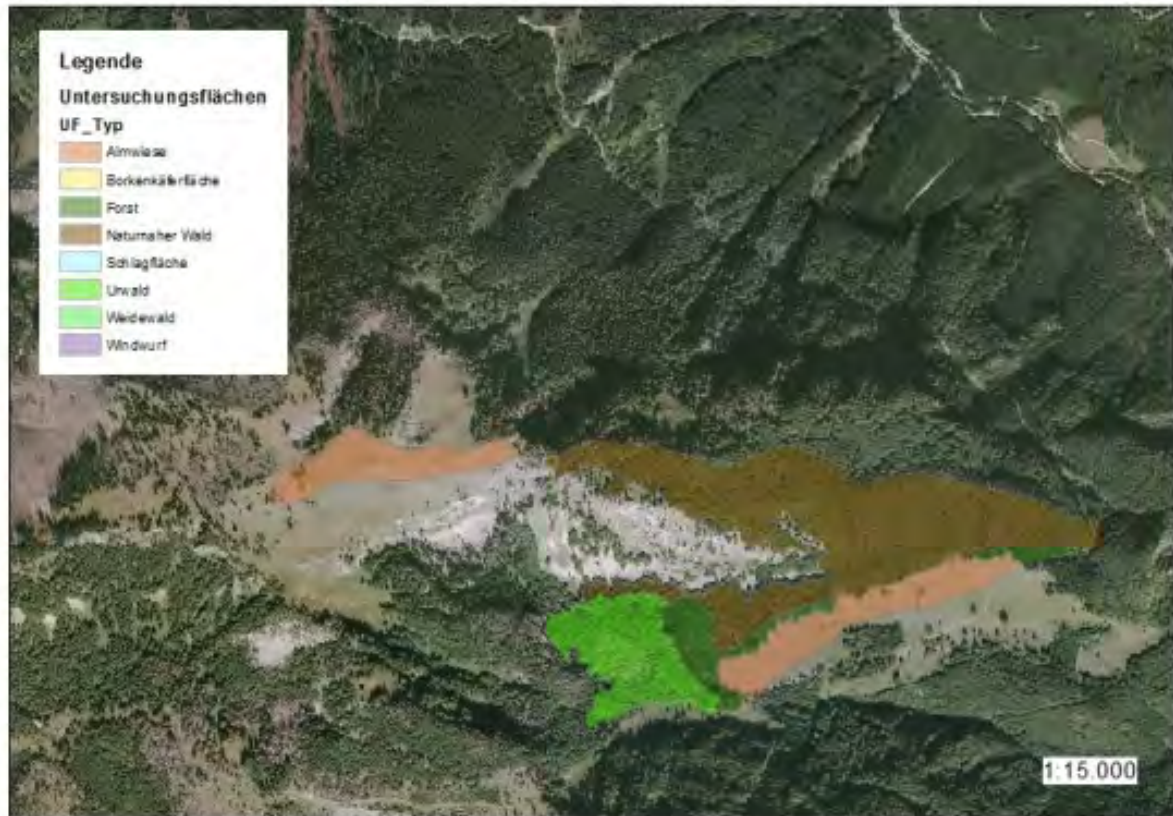 Legende
Untersuchungsflächen
UF_Typ
Almwiese
Borkenkäferfläche
Forst
Naturnaher Wald
Schlagfläche
Urwald
Weidewald
Windwurf
1:15.000